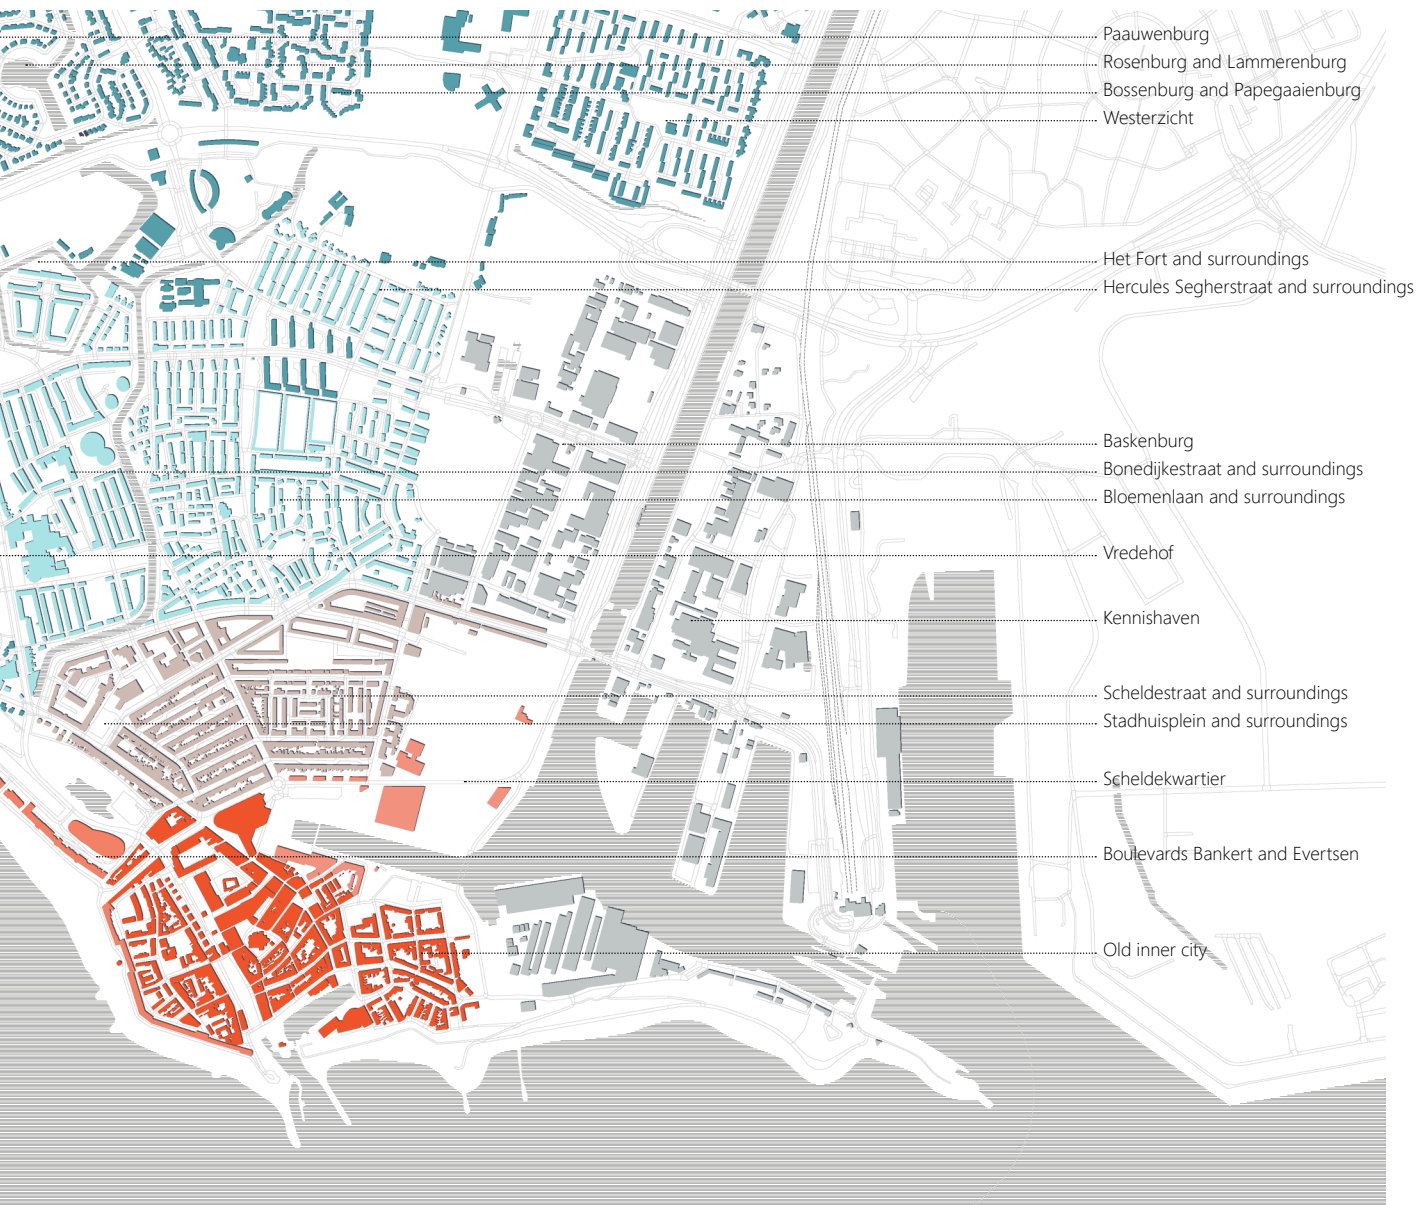 Paauwenburg
Rosenburg and Lammerenburg
Bossenburg and Papegaaienburg
Westerzicht
Het Fort and surroundings
Hercules Segherstraat and surroundings
Baskenburg
Bonedijkestraat and surroundings
Bloemenlaan and surroundings
Vredehof
Kennishaven
Scheldestraat and surroundings
Stadhuisplein and surroundings
Scheldekwartier
Boulevards Bankert and Evertsen
Old inner city